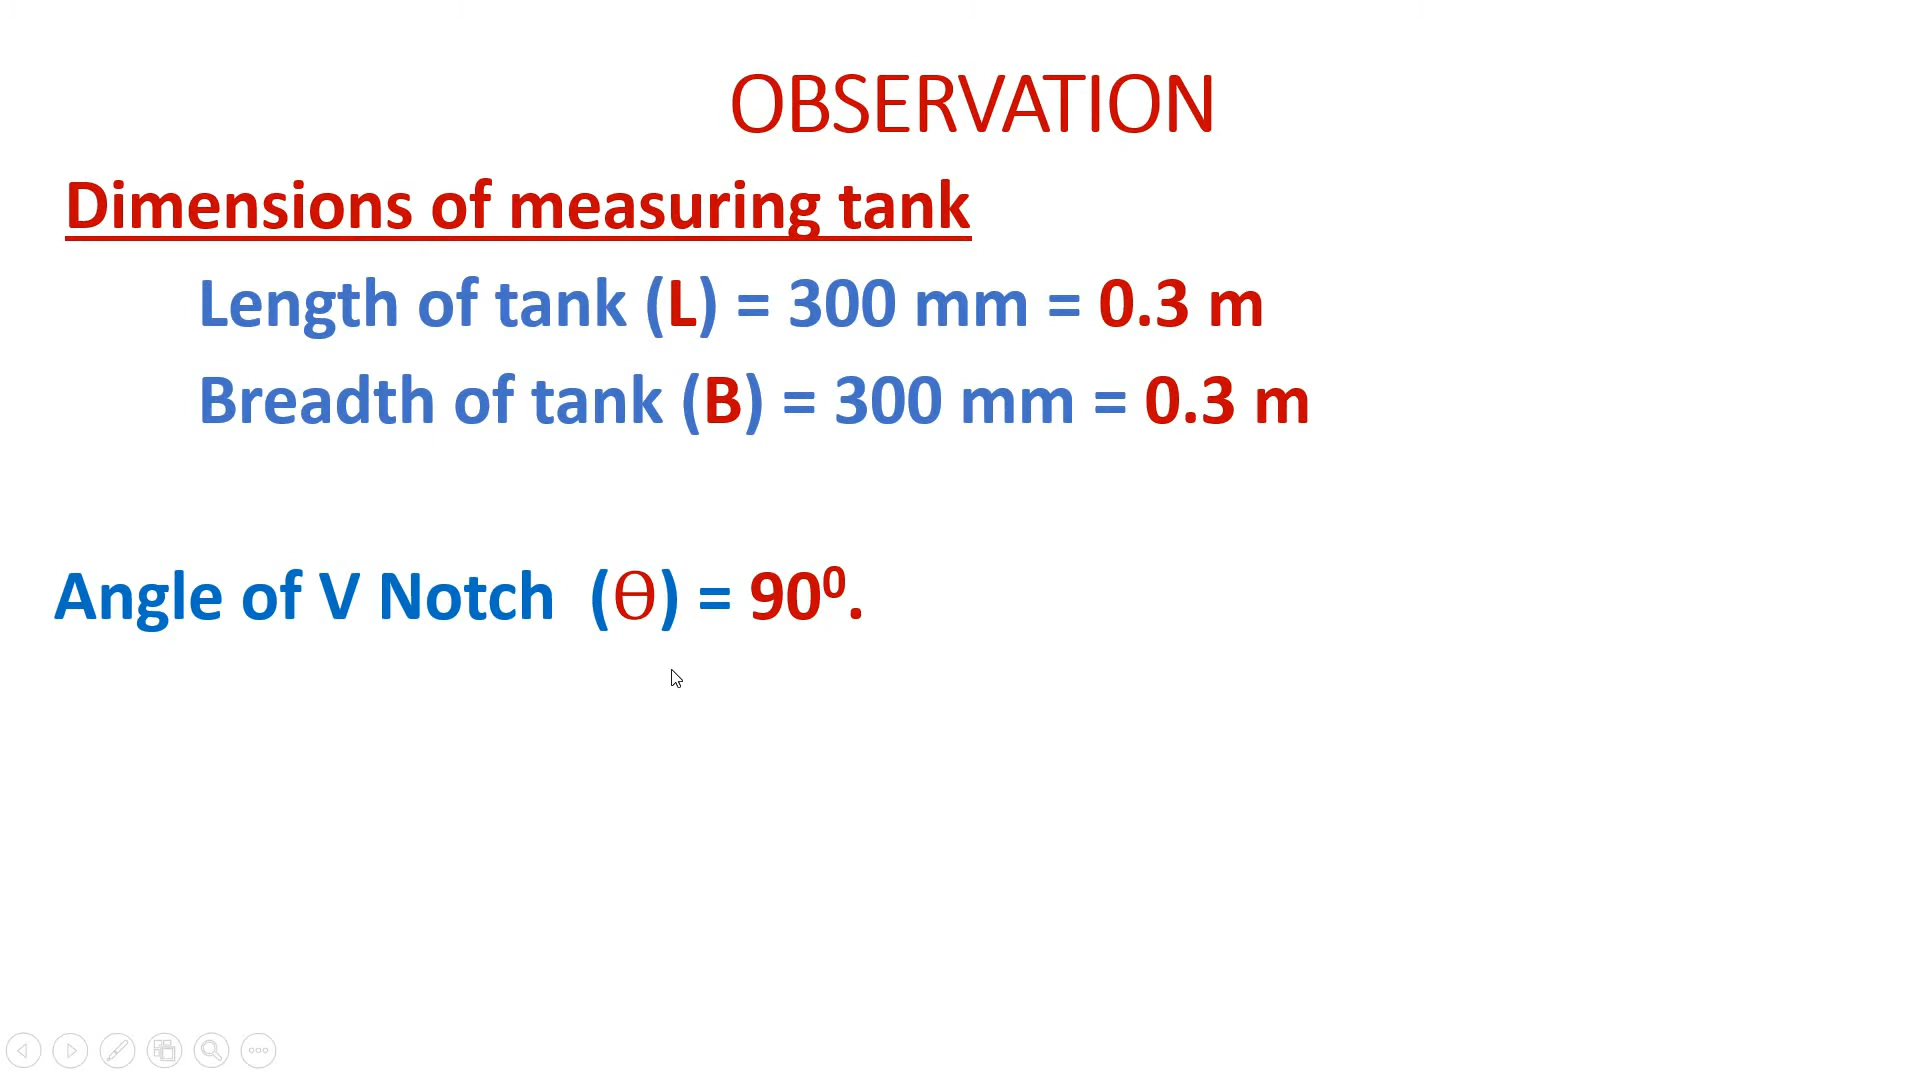 OBSERVATION
Dimensions of measuring tank
Length of tank (L) = 300 mm = 0.3 m
Breadth of tank (B) = 300 mm = 0.3 m
Angle of V Notch (ϴ) = 90⁰.